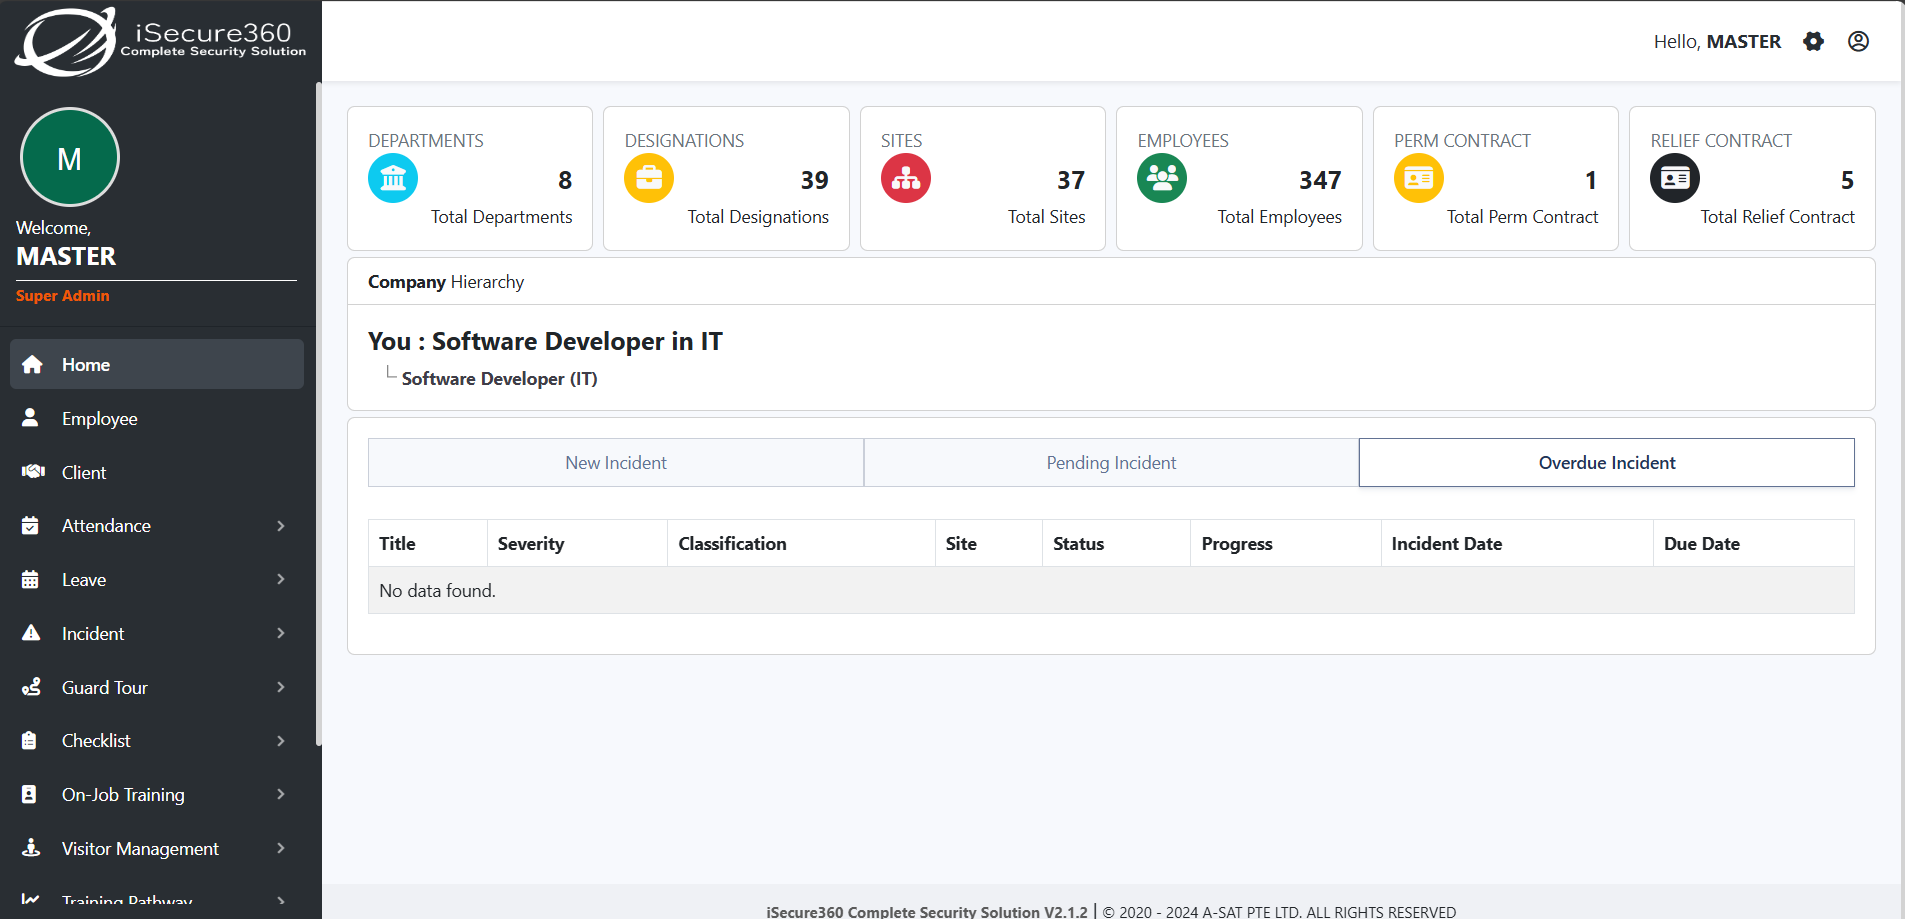 iSecure360
Complete Security Solution
Hello, MASTER
M
Welcome,
MASTER
Super Admin
Home
Employee
Client
Attendance
Leave
Incident
Guard Tour
Checklist
On-Job Training
Visitor Management
Training Pathway
DEPARTMENTS
8
Total Departments
DESIGNATIONS
39
Total Designations
SITES
37
Total Sites
EMPLOYEES
347
Total Employees
PERM CONTRACT
1
Total Perm Contract
RELIEF CONTRACT
5
Total Relief Contract
Company Hierarchy
You : Software Developer in IT
Software Developer (IT)
New Incident Pending Incident Overdue Incident
Title Severity Classification Site Status Progress Incident Date Due Date
No data found.
iSecure360 Complete Security Solution V2.1.2 | © 2020 - 2024 A-SAT PTE LTD. ALL RIGHTS RESERVED